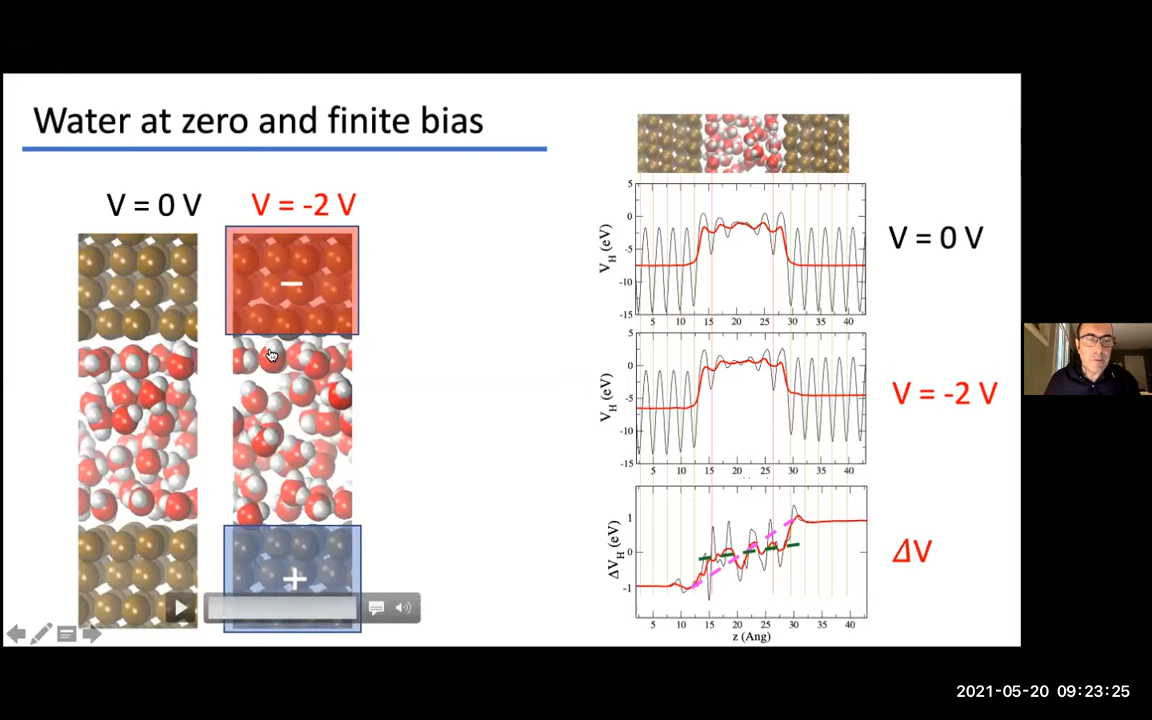 Water at zero and finite bias
V = 0 V
V = -2 V
−
+
V_H (eV)
5
0
-5
-10
-15
5 10 15 20 25 30 35 40
V = 0 V
V_H (eV)
5
0
-5
-10
-15
5 10 15 20 25 30 35 40
V = -2 V
ΔV_H (eV)
1
0
-1
5 10 15 20 25 30 35 40
z (Ang)
ΔV
2021-05-20 09:23:25